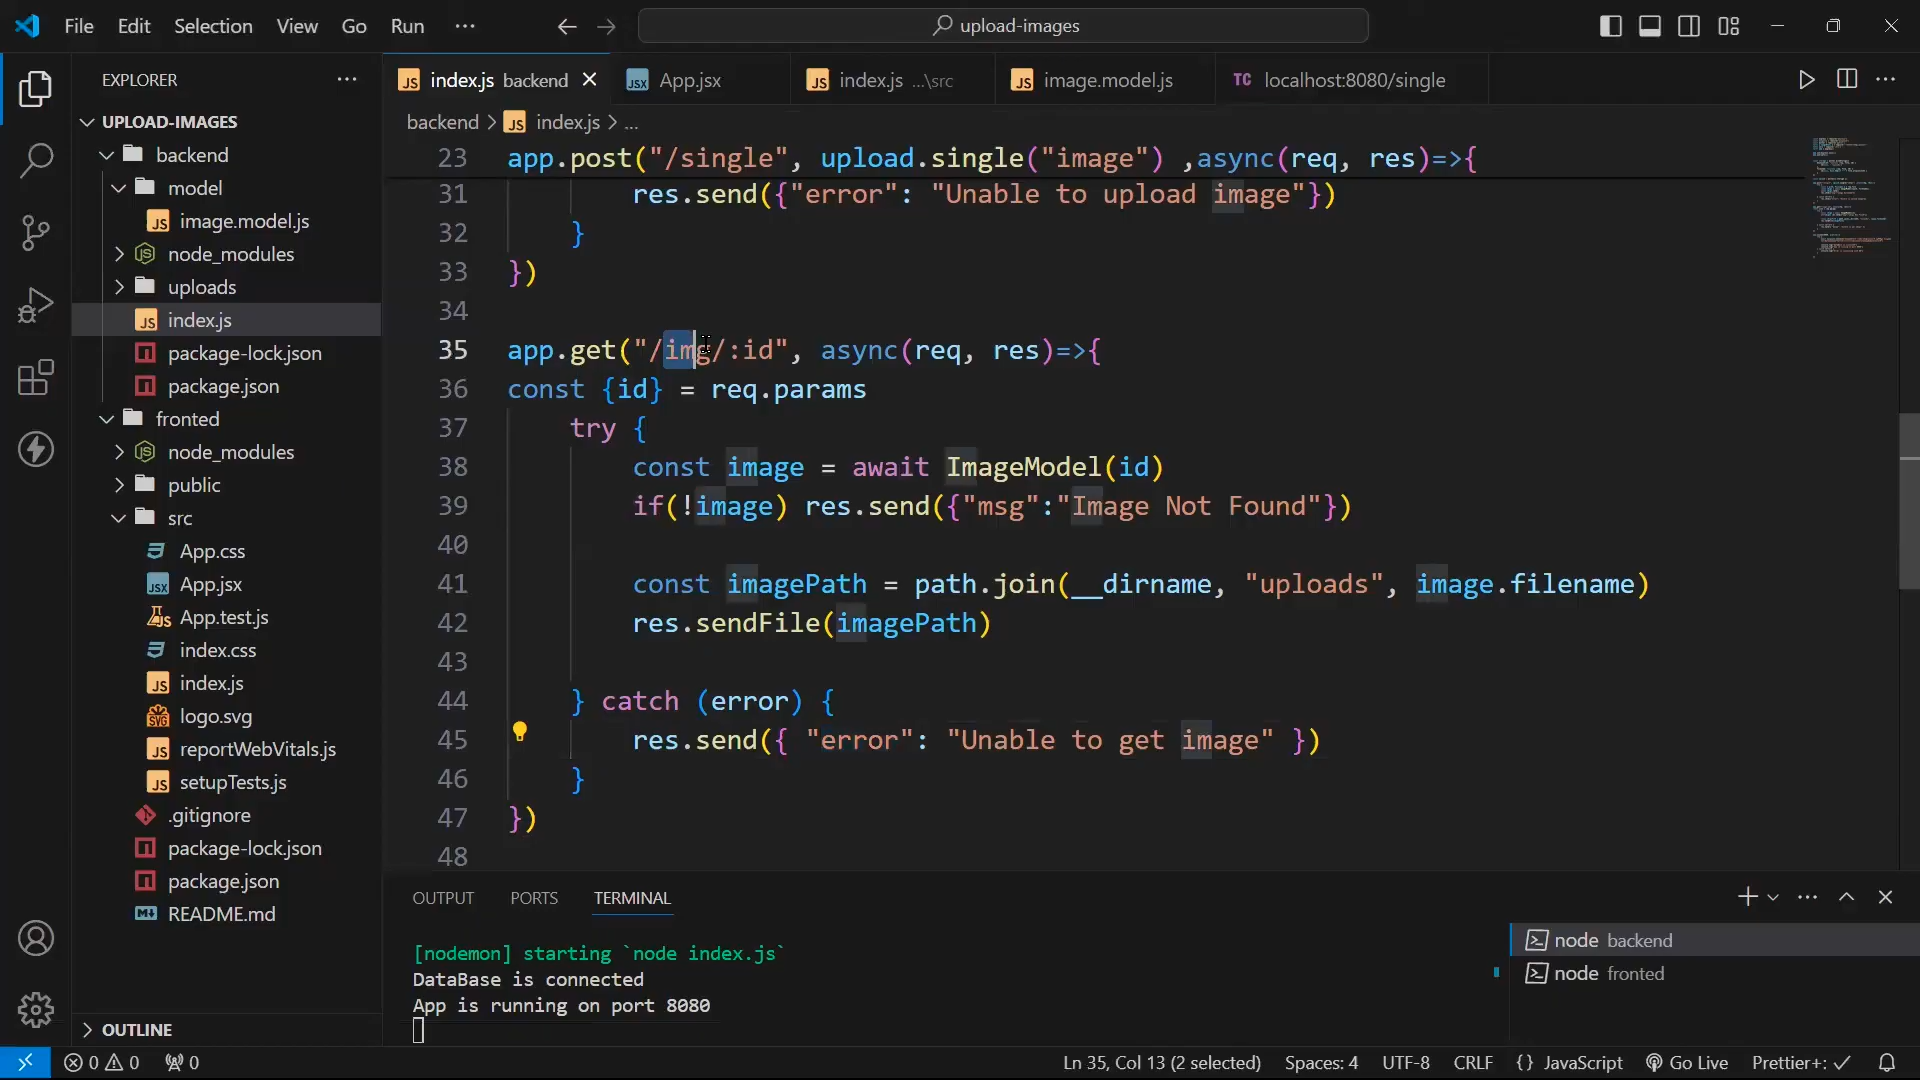 File Edit Selection View Go Run ···
upload-images
EXPLORER ···
index.js backend
App.jsx
index.js ...\src
image.model.js
TC localhost:8080/single
UPLOAD-IMAGES
backend
model
image.model.js
node_modules
uploads
index.js
package-lock.json
package.json
fronted
node_modules
public
src
App.css
App.jsx
App.test.js
index.css
index.js
logo.svg
reportWebVitals.js
setupTests.js
.gitignore
package-lock.json
package.json
README.md
OUTLINE
backend > JS index.js > ...
23 app.post("/single", upload.single("image") ,async(req, res)=>{
31 res.send({"error": "Unable to upload image"})
32 }
33 })
34
35 app.get("/img/:id", async(req, res)=>{
36 const {id} = req.params
37 try {
38 const image = await ImageModel(id)
39 if(!image) res.send({"msg":"Image Not Found"})
40
41 const imagePath = path.join(__dirname, "uploads", image.filename)
42 res.sendFile(imagePath)
43
44 } catch (error) {
45 res.send({ "error": "Unable to get image" })
46 }
47 })
48
OUTPUT PORTS TERMINAL
[nodemon] starting `node index.js`
DataBase is connected
App is running on port 8080
node backend
node fronted
0 0 0 Ln 35, Col 13 (2 selected) Spaces: 4 UTF-8 CRLF {} JavaScript Go Live Prettier+: ✓